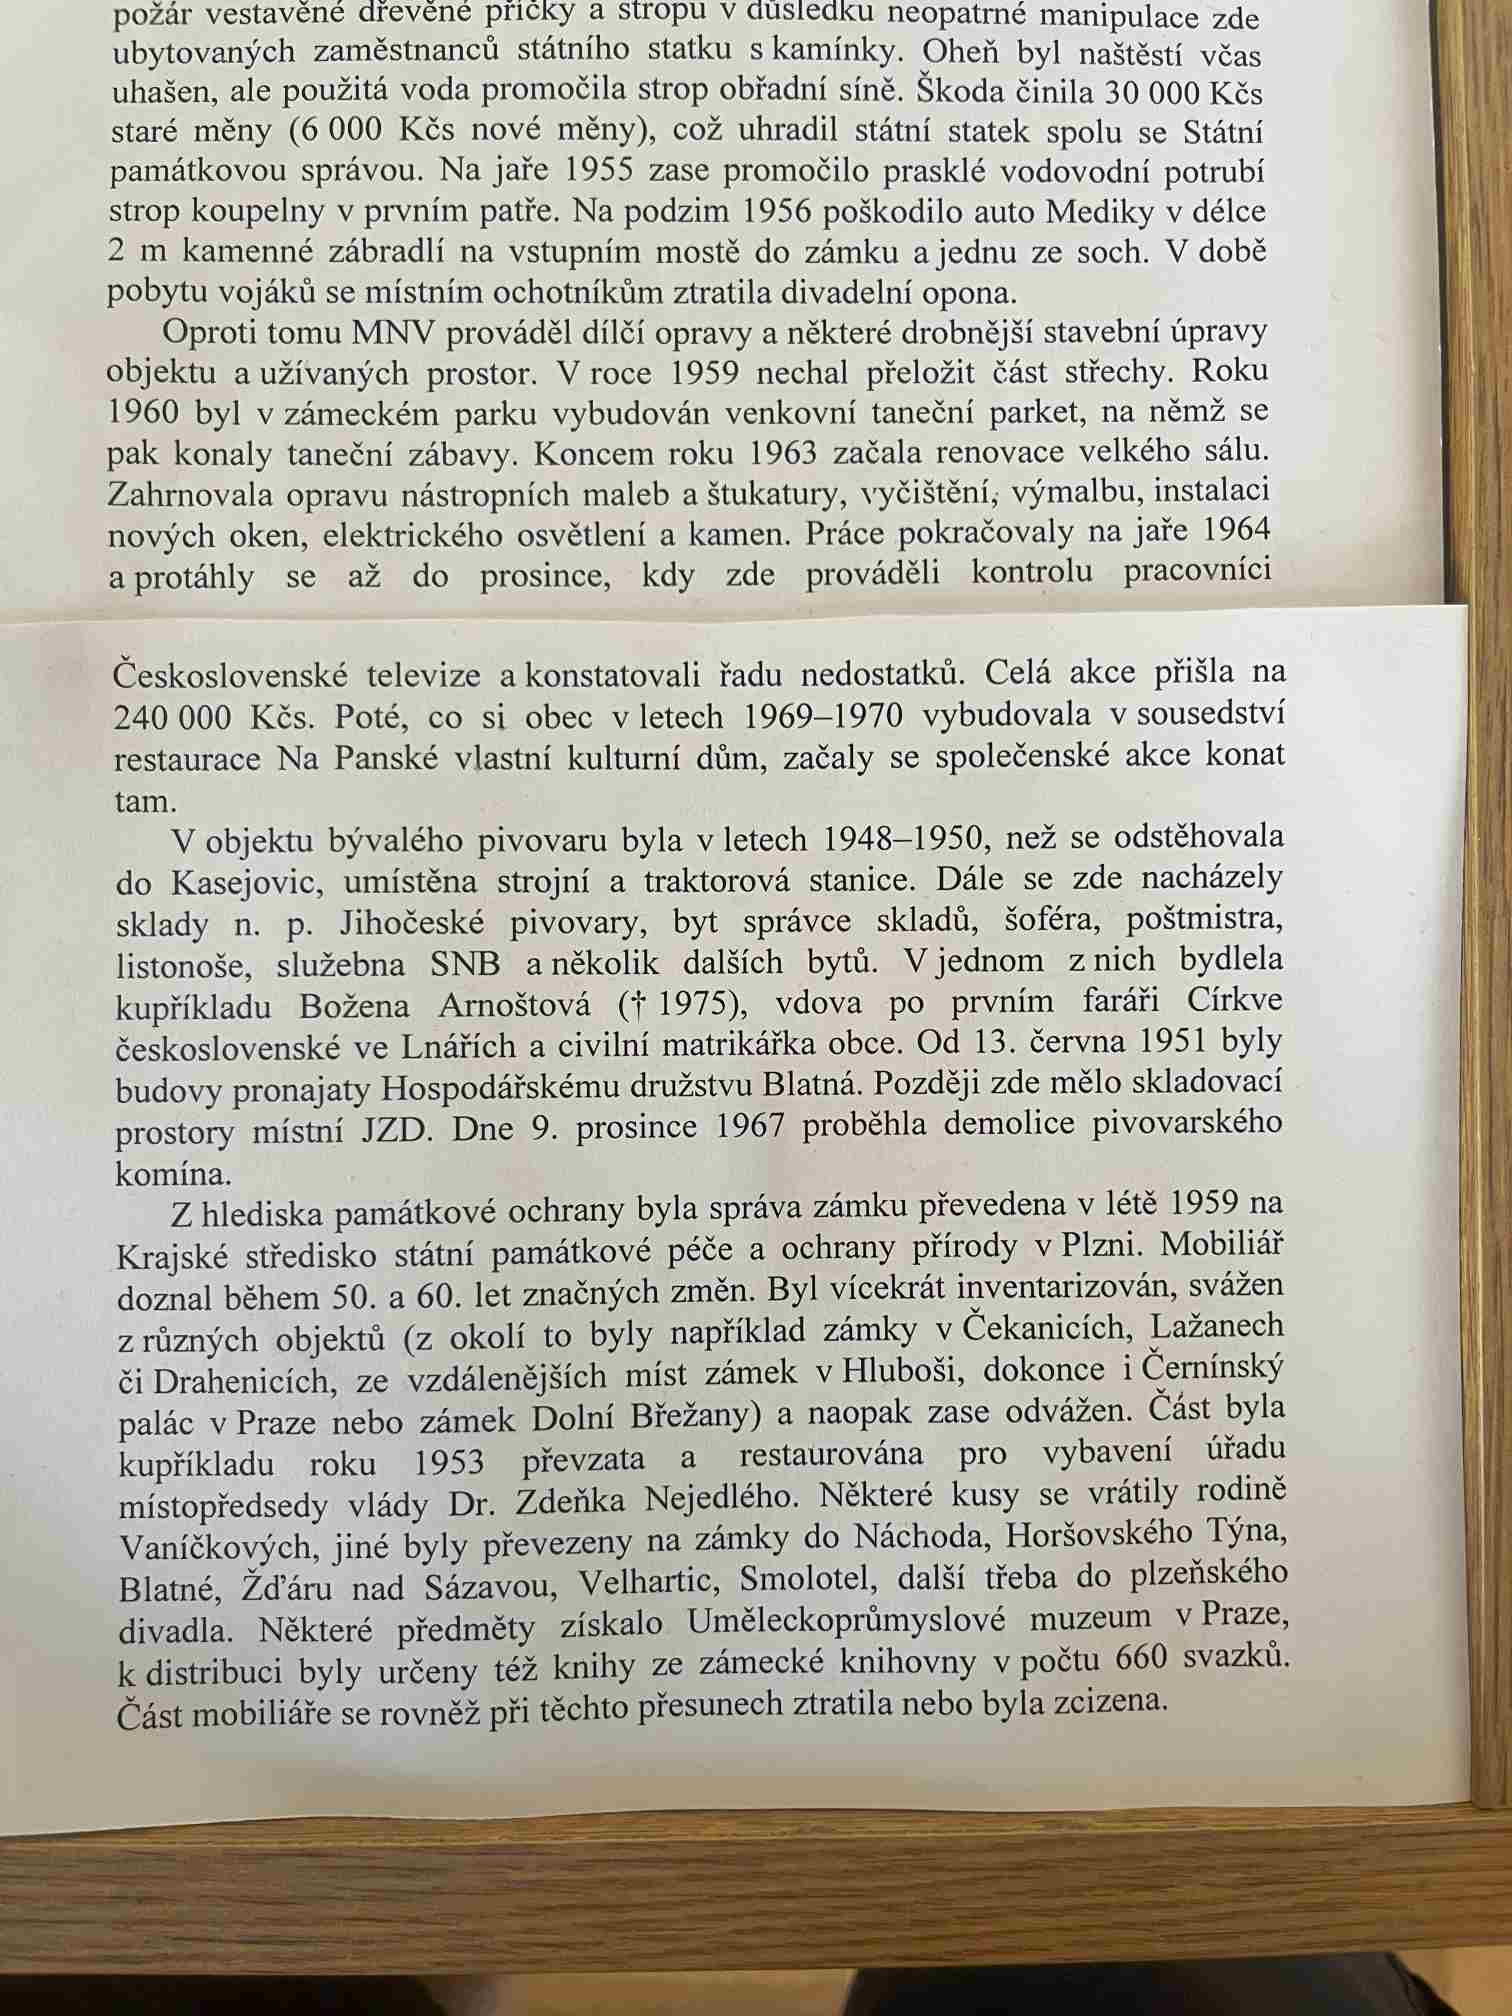 požár vestavěné dřevěné příčky a stropu v důsledku neopatrné manipulace zde
ubytovaných zaměstnanců státního statku s kamínky. Oheň byl naštěstí včas
uhašen, ale použitá voda promočila strop obřadní síně. Škoda činila 30 000 Kčs
staré měny (6 000 Kčs nové měny), což uhradil státní statek spolu se Státní
památkovou správou. Na jaře 1955 zase promočilo prasklé vodovodní potrubí
strop koupelny v prvním patře. Na podzim 1956 poškodilo auto Mediky v délce
2 m kamenné zábradlí na vstupním mostě do zámku a jednu ze soch. V době
pobytu vojáků se místním ochotníkům ztratila divadelní opona.
Oproti tomu MNV prováděl dílčí opravy a některé drobnější stavební úpravy
objektu a užívaných prostor. V roce 1959 nechal přeložit část střechy. Roku
1960 byl v zámeckém parku vybudován venkovní taneční parket, na němž se
pak konaly taneční zábavy. Koncem roku 1963 začala renovace velkého sálu.
Zahrnovala opravu nástropních maleb a štukatury, vyčištění, výmalbu, instalaci
nových oken, elektrického osvětlení a kamen. Práce pokračovaly na jaře 1964
a protáhly se až do prosince, kdy zde prováděli kontrolu pracovníci
Československé televize a konstatovali řadu nedostatků. Celá akce přišla na
240 000 Kčs. Poté, co si obec v letech 1969–1970 vybudovala v sousedství
restaurace Na Panské vlastní kulturní dům, začaly se společenské akce konat
tam.
V objektu bývalého pivovaru byla v letech 1948–1950, než se odstěhovala
do Kasejovic, umístěna strojní a traktorová stanice. Dále se zde nacházely
sklady n. p. Jihočeské pivovary, byt správce skladů, šoféra, poštmistra,
listonoše, služebna SNB a několik dalších bytů. V jednom z nich bydlela
kupříkladu Božena Arnoštová († 1975), vdova po prvním faráři Církve
československé ve Lnářích a civilní matrikářka obce. Od 13. června 1951 byly
budovy pronajaty Hospodářskému družstvu Blatná. Později zde mělo skladovací
prostory místní JZD. Dne 9. prosince 1967 proběhla demolice pivovarského
komína.
Z hlediska památkové ochrany byla správa zámku převedena v létě 1959 na
Krajské středisko státní památkové péče a ochrany přírody v Plzni. Mobiliář
doznal během 50. a 60. let značných změn. Byl vícekrát inventarizován, svážen
z různých objektů (z okolí to byly například zámky v Čekanicích, Lažanech
či Drahenicích, ze vzdálenějších míst zámek v Hluboši, dokonce i Černínský
palác v Praze nebo zámek Dolní Břežany) a naopak zase odvážen. Část byla
kupříkladu roku 1953 převzata a restaurována pro vybavení úřadu
místopředsedy vlády Dr. Zdeňka Nejedlého. Některé kusy se vrátily rodině
Vaníčkových, jiné byly převezeny na zámky do Náchoda, Horšovského Týna,
Blatné, Žďáru nad Sázavou, Velhartic, Smolotel, další třeba do plzeňského
divadla. Některé předměty získalo Uměleckoprůmyslové muzeum v Praze,
k distribuci byly určeny též knihy ze zámecké knihovny v počtu 660 svazků.
Část mobiliáře se rovněž při těchto přesunech ztratila nebo byla zcizena.